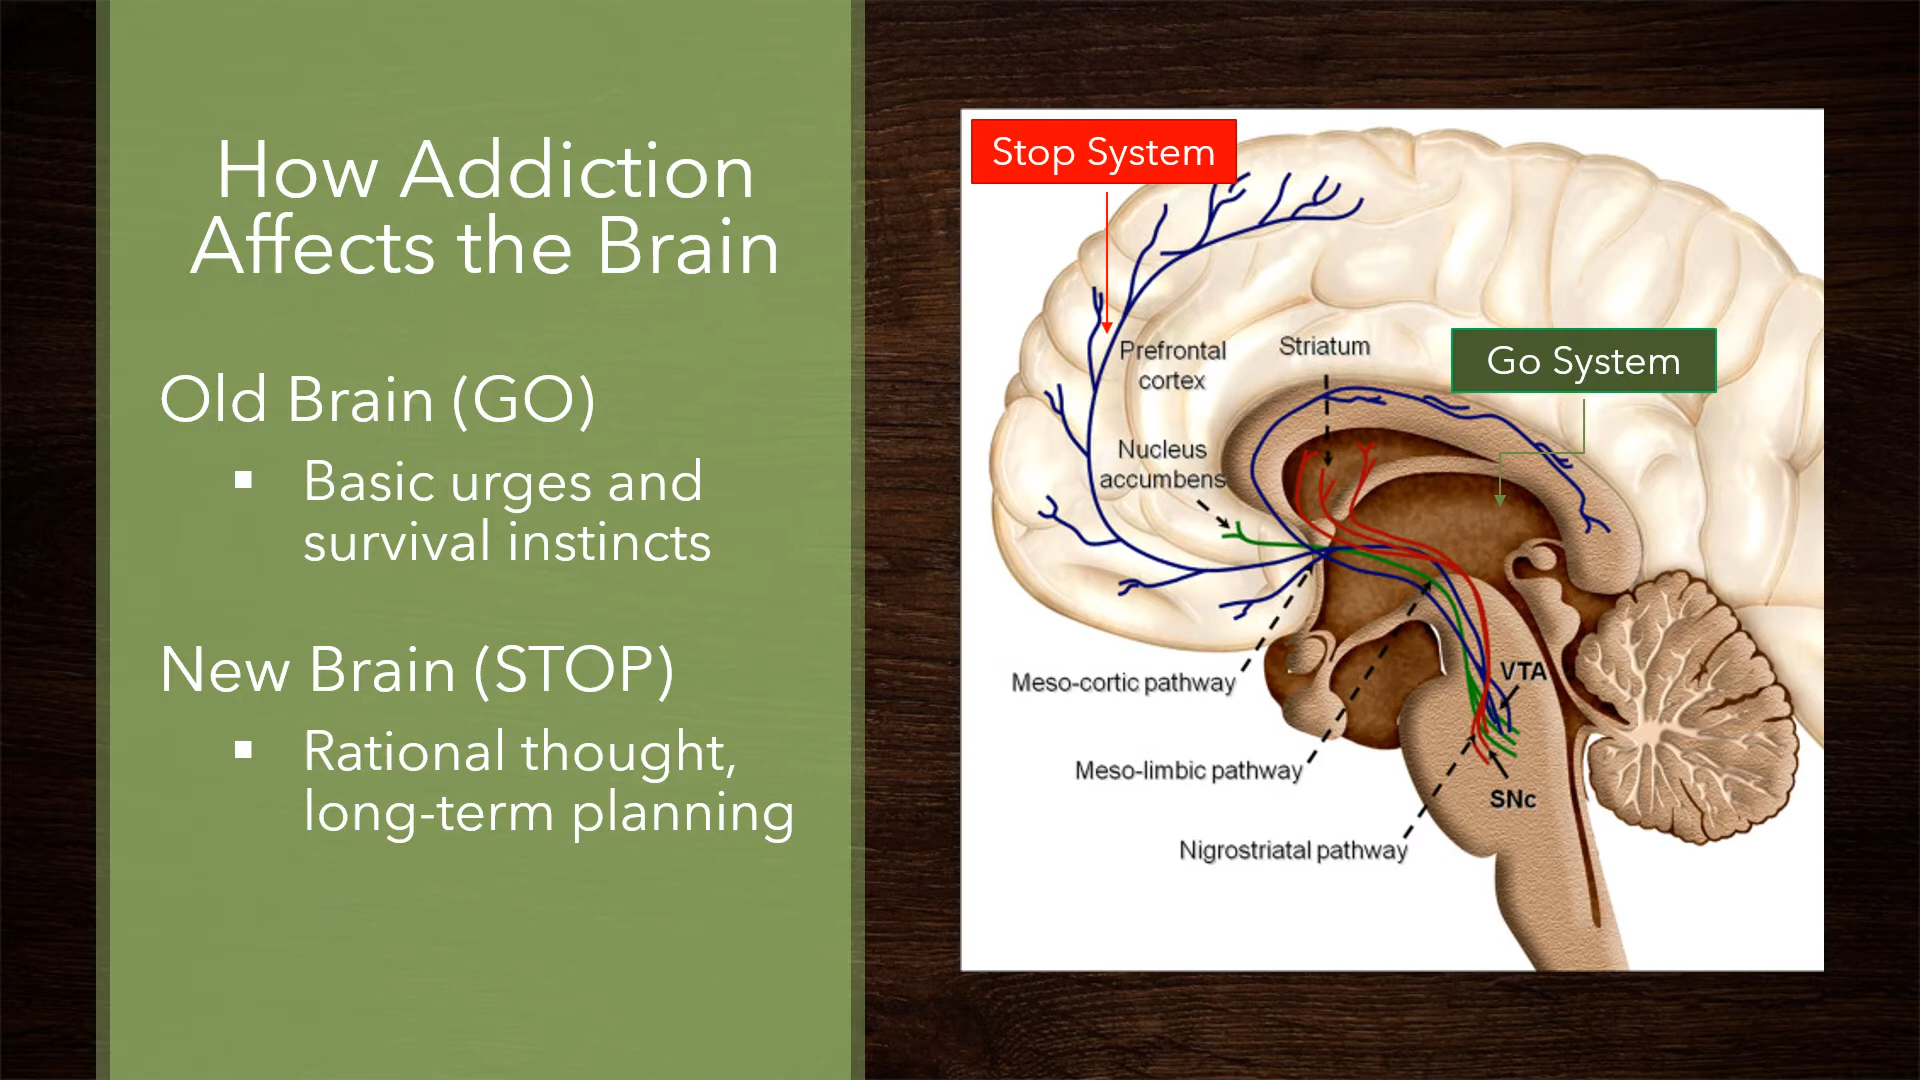 How Addiction
Affects the Brain
Old Brain (GO)
▪ Basic urges and
survival instincts
New Brain (STOP)
▪ Rational thought,
long-term planning
Stop System
Go System
Prefrontal
cortex
Striatum
Nucleus
accumbens
Meso-cortic pathway
VTA
Meso-limbic pathway
SNc
Nigrostriatal pathway